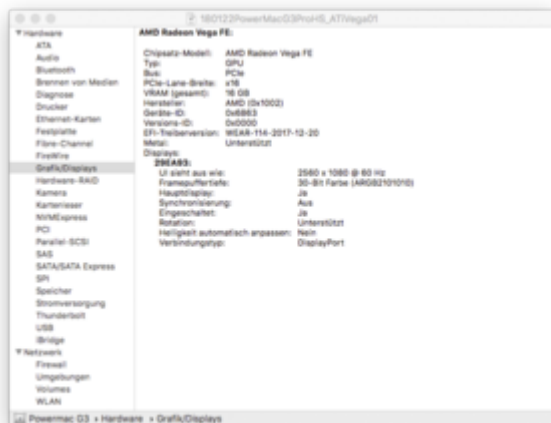 160122PowerMacG3ProHS_ATIVega01
Hardware
ATA
Audio
Bluetooth
Brennen von Medien
Diagnose
Drucker
Ethernet-Karten
Festplatte
Fibre-Channel
FireWire
Grafik/Displays
Hardware-RAID
Kamera
Kartenleser
NVMExpress
PCI
Parallel-SCSI
SAS
SATA/SATA Express
SPI
Speicher
Stromversorgung
Thunderbolt
USB
iBridge
Netzwerk
Firewall
Umgebungen
Volumes
WLAN
AMD Radeon Vega FE:
Chipsatz-Modell: AMD Radeon Vega FE
Typ: GPU
Bus: PCIe
PCIe-Lane-Breite: x16
VRAM (gesamt): 16 GB
Hersteller: AMD (0x1002)
Geräte-ID: 0x6863
Versions-ID: 0x0000
EFI-Treiberversion: WEAR-114-2017-12-20
Metal: Unterstützt
Displays:
29EA93:
UI sieht aus wie: 2560 x 1080 @ 60 Hz
Framepuffertiefe: 30-Bit Farbe (ARGB2101010)
Hauptdisplay: Ja
Synchronisierung: Aus
Eingeschaltet: Ja
Rotation: Unterstützt
Helligkeit automatisch anpassen: Nein
Verbindungstyp: DisplayPort
Powermac G3 › Hardware › Grafik/Displays